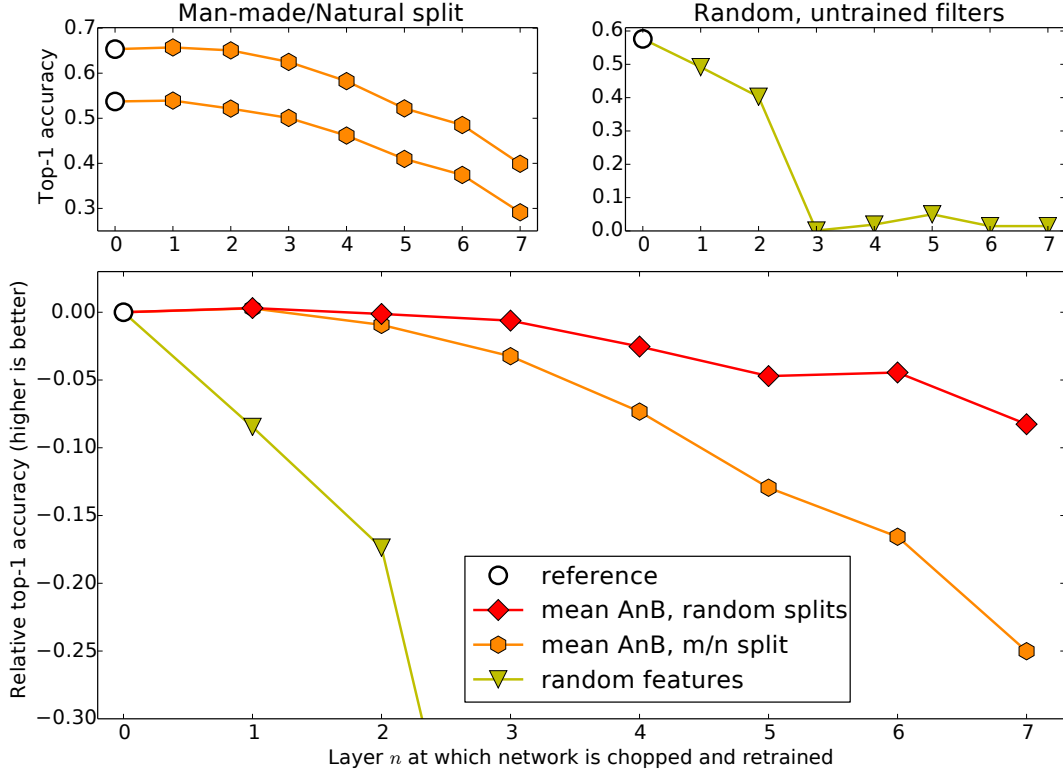 Man-made/Natural split
Top-1 accuracy
0.7
0.6
0.5
0.4
0.3
0 1 2 3 4 5 6 7
Random, untrained filters
0.6
0.5
0.4
0.3
0.2
0.1
0.0
0 1 2 3 4 5 6 7
Relative top-1 accuracy (higher is better)
0.00
−0.05
−0.10
−0.15
−0.20
−0.25
−0.30
reference
mean AnB, random splits
mean AnB, m/n split
random features
0 1 2 3 4 5 6 7
Layer n at which network is chopped and retrained